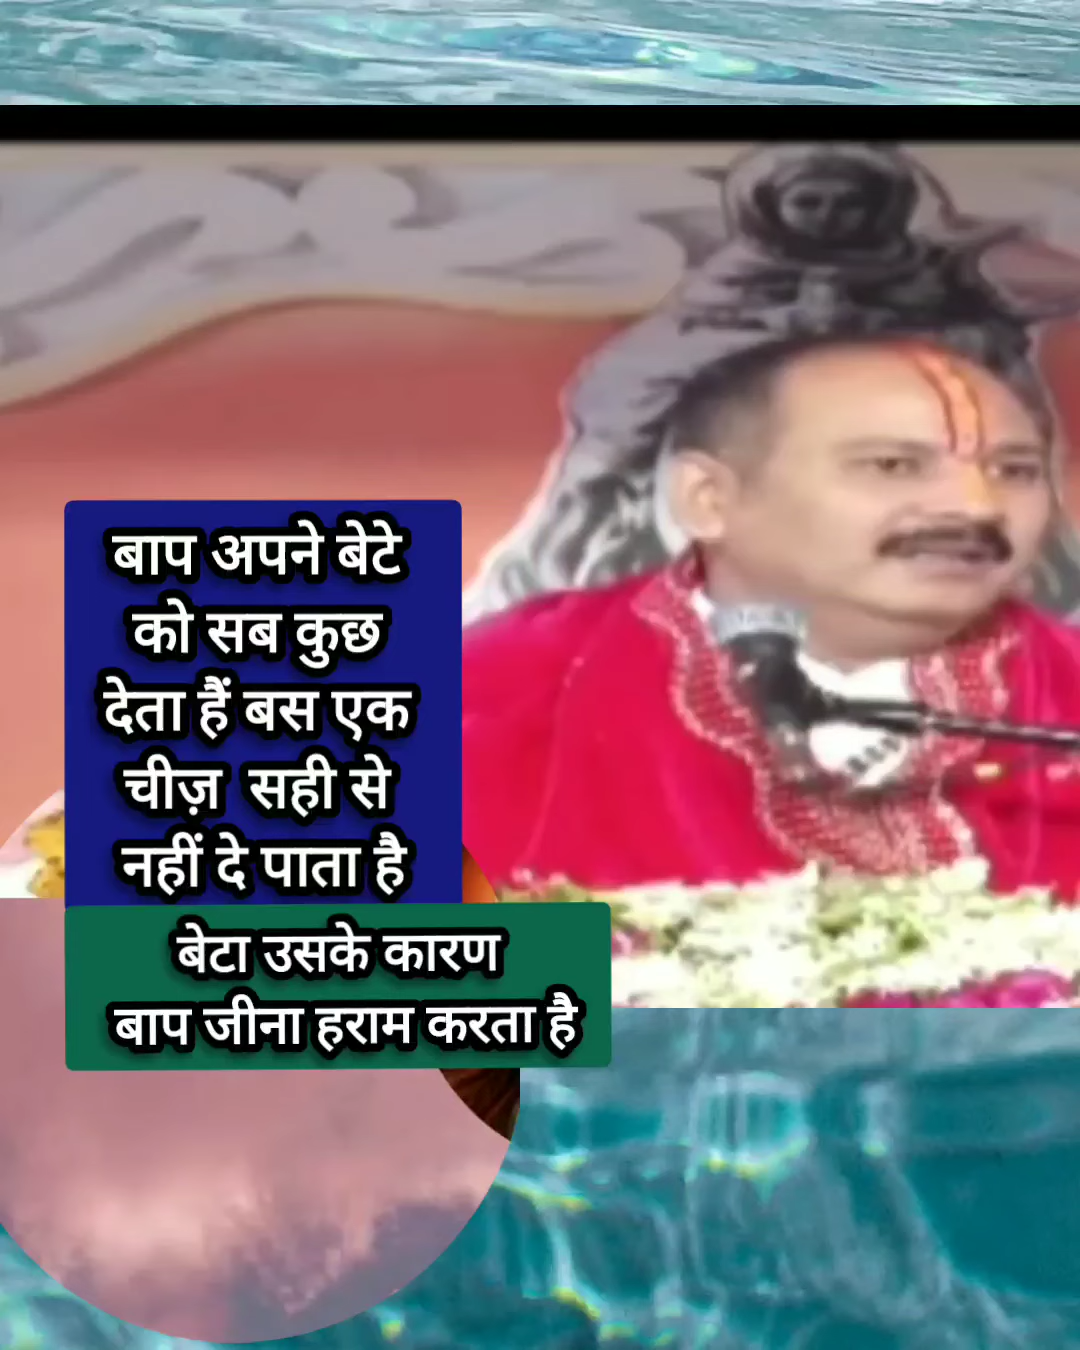 बाप अपने बेटे
को सब कुछ
देता हैं बस एक
चीज़ सही से
नहीं दे पाता है
बेटा उसके कारण
बाप जीना हराम करता है